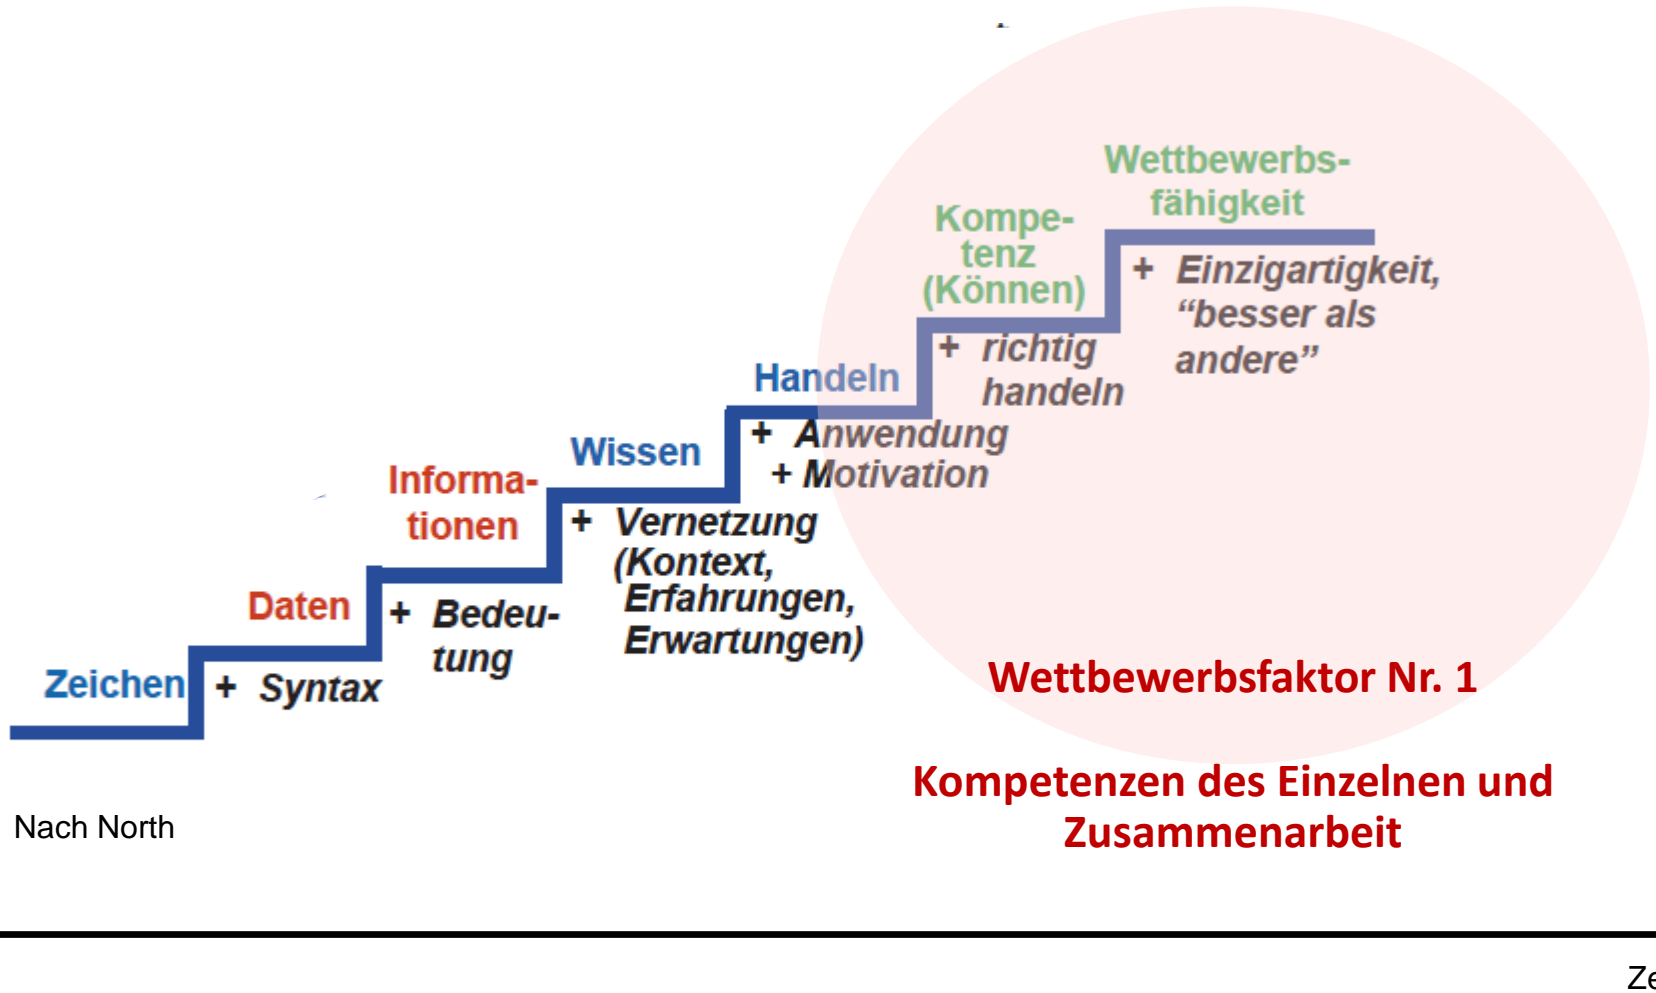 Wettbewerbs-
fähigkeit
+ Einzigartigkeit,
“besser als
andere”
Kompe-
tenz
(Können)
+ richtig
handeln
Handeln
+ Anwendung
+ Motivation
Wissen
+ Vernetzung
(Kontext,
Erfahrungen,
Erwartungen)
Informa-
tionen
+ Bedeu-
tung
Daten
+ Syntax
Zeichen
Wettbewerbsfaktor Nr. 1
Kompetenzen des Einzelnen und
Zusammenarbeit
Nach North
Ze